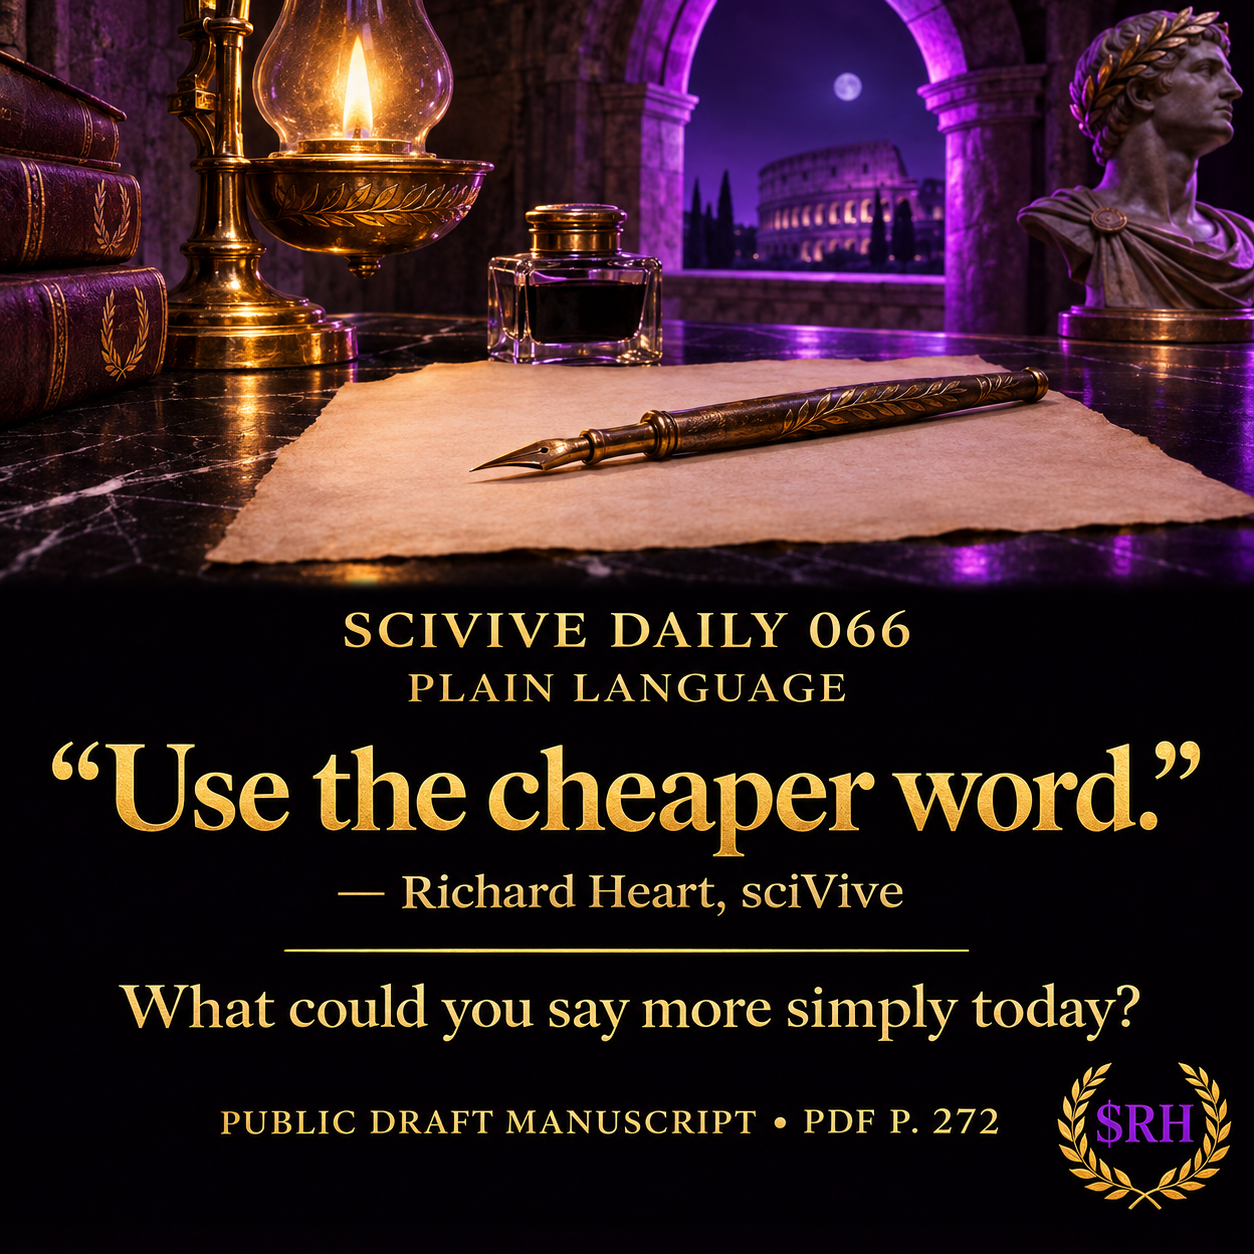 SCIVIVE DAILY 066
PLAIN LANGUAGE
“Use the cheaper word.”
— Richard Heart, sciVive
What could you say more simply today?
PUBLIC DRAFT MANUSCRIPT • PDF P. 272
$RH